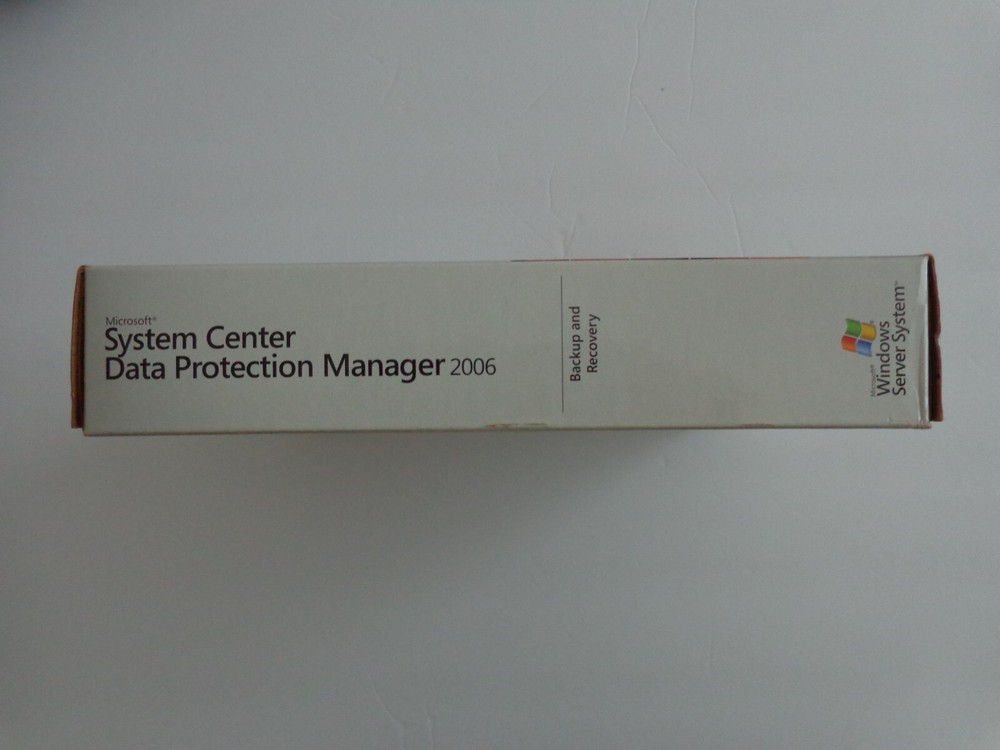 Microsoft®
System Center
Data Protection Manager 2006
Backup and
Recovery
Microsoft®
Windows
Server System™